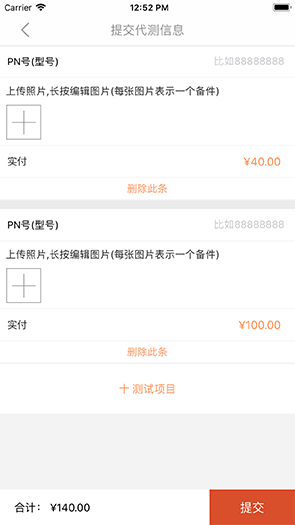 Carrier 12:52 PM
提交代测信息
PN号(型号) 比如88888888
上传照片,长按编辑图片(每张图片表示一个备件)
实付 ¥40.00
删除此条
PN号(型号) 比如88888888
上传照片,长按编辑图片(每张图片表示一个备件)
实付 ¥100.00
删除此条
+ 测试项目
合计： ¥140.00 提交